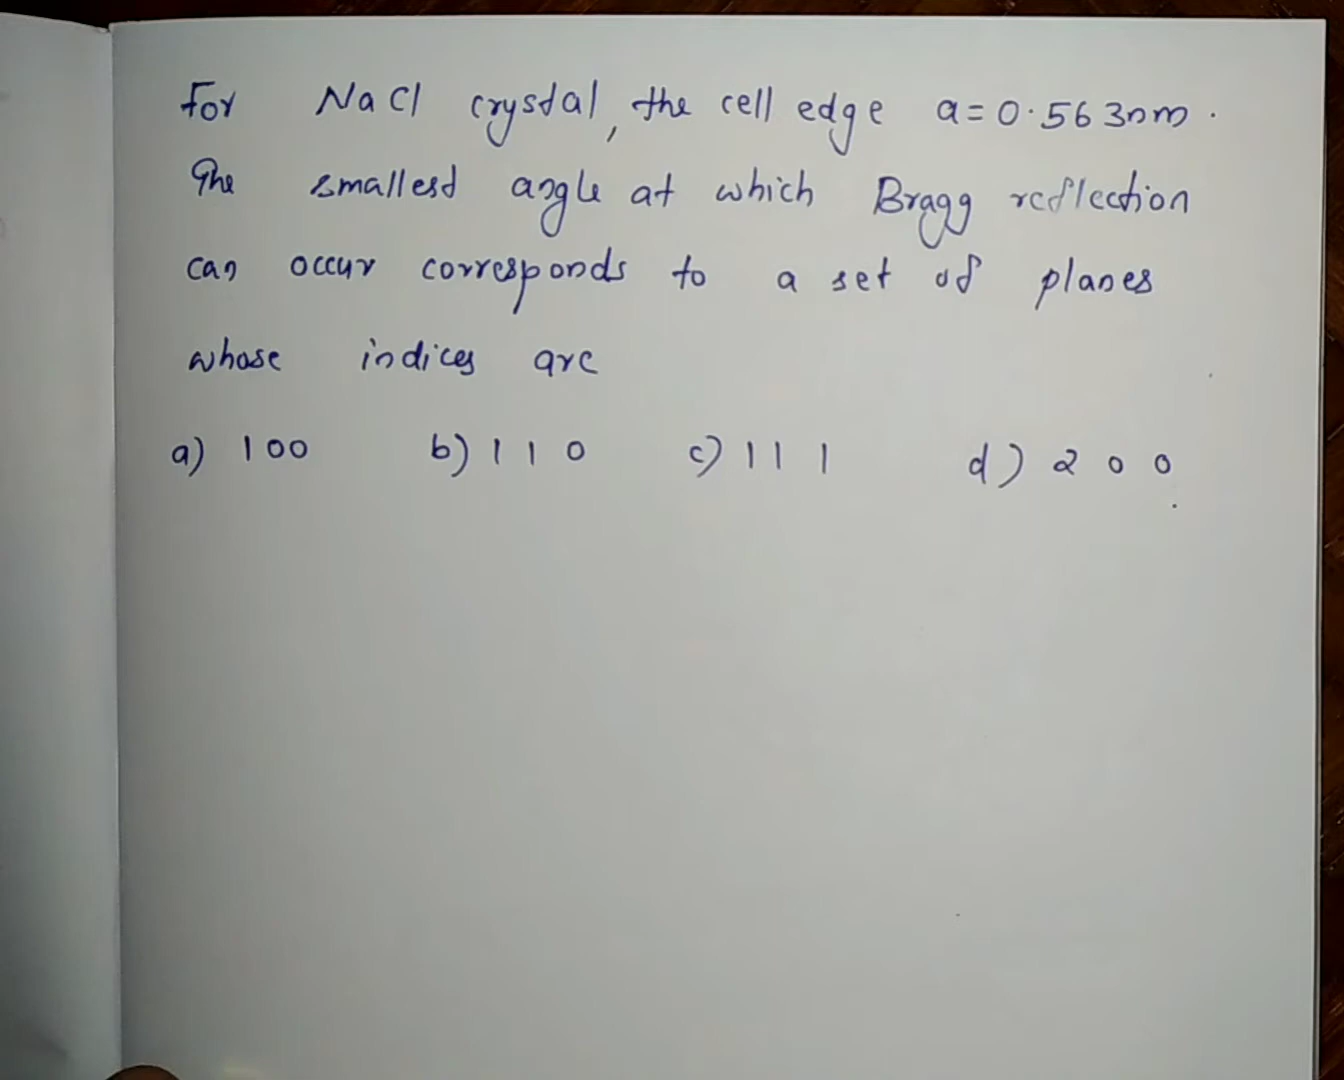 For NaCl crystal, the cell edge a = 0.563nm.
The smallest angle at which Bragg reflection
can occur corresponds to a set of planes
whose indices are
a) 100 b) 110 c) 111 d) 200